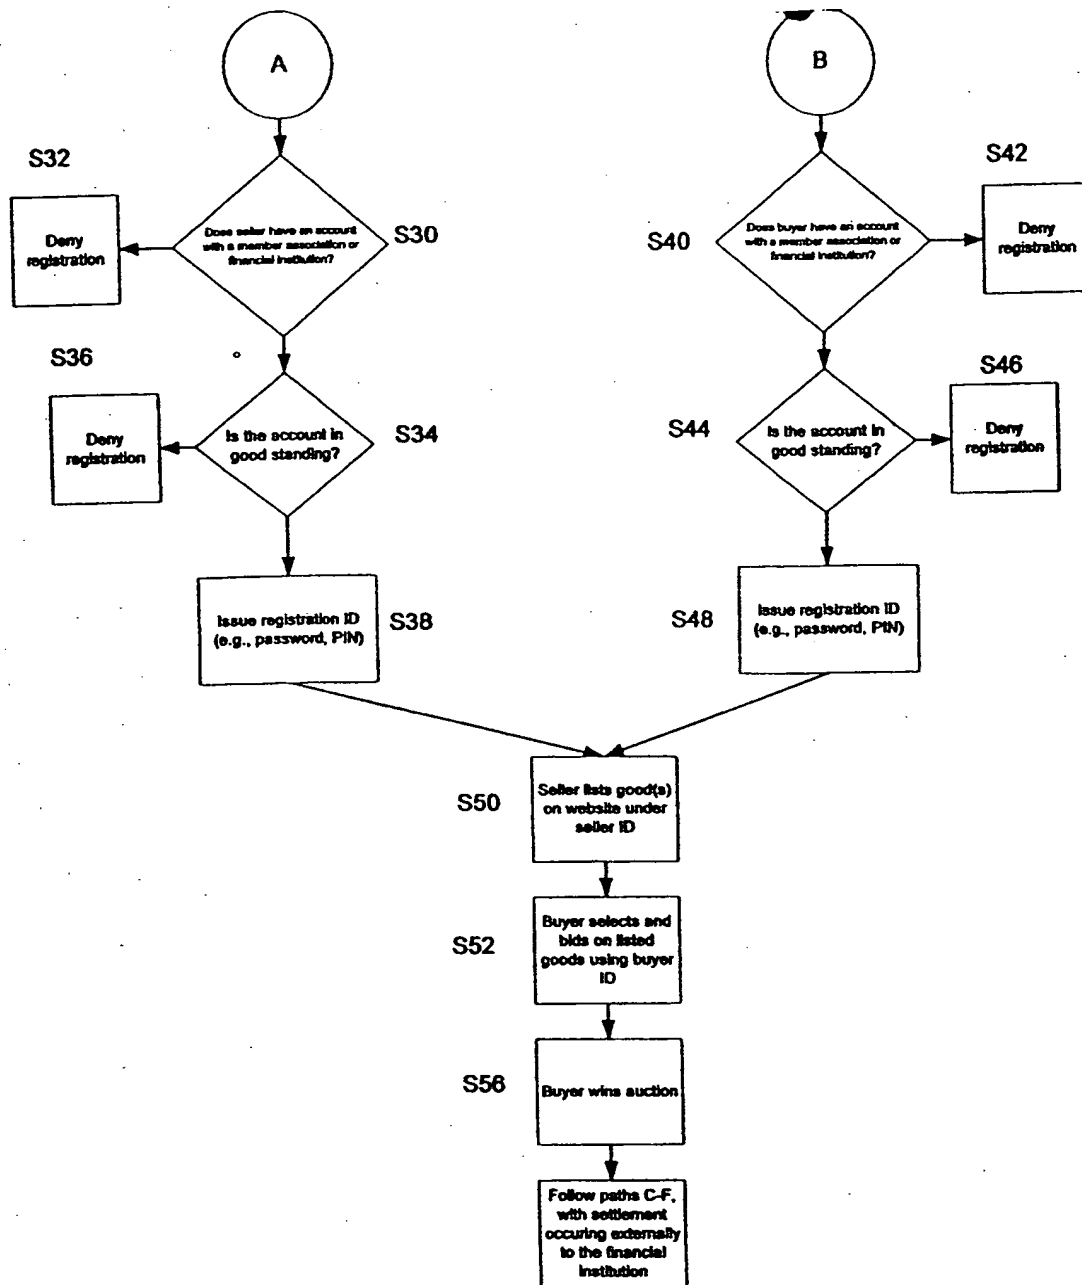 A
B
S32
S42
Deny
registration
Does seller have an account
with a member association or
financial institution?
S30
S40
Does buyer have an account
with a member association or
financial institution?
Deny
registration
S36
S46
Deny
registration
Is the account in
good standing?
S34
S44
Is the account in
good standing?
Deny
registration
Issue registration ID
(e.g., password, PIN)
S38
S48
Issue registration ID
(e.g., password, PIN)
S50
Seller lists good(s)
on website under
seller ID
S52
Buyer selects and
bids on listed
goods using buyer
ID
S56
Buyer wins auction
Follow paths C-F,
with settlement
occuring externally
to the financial
institution